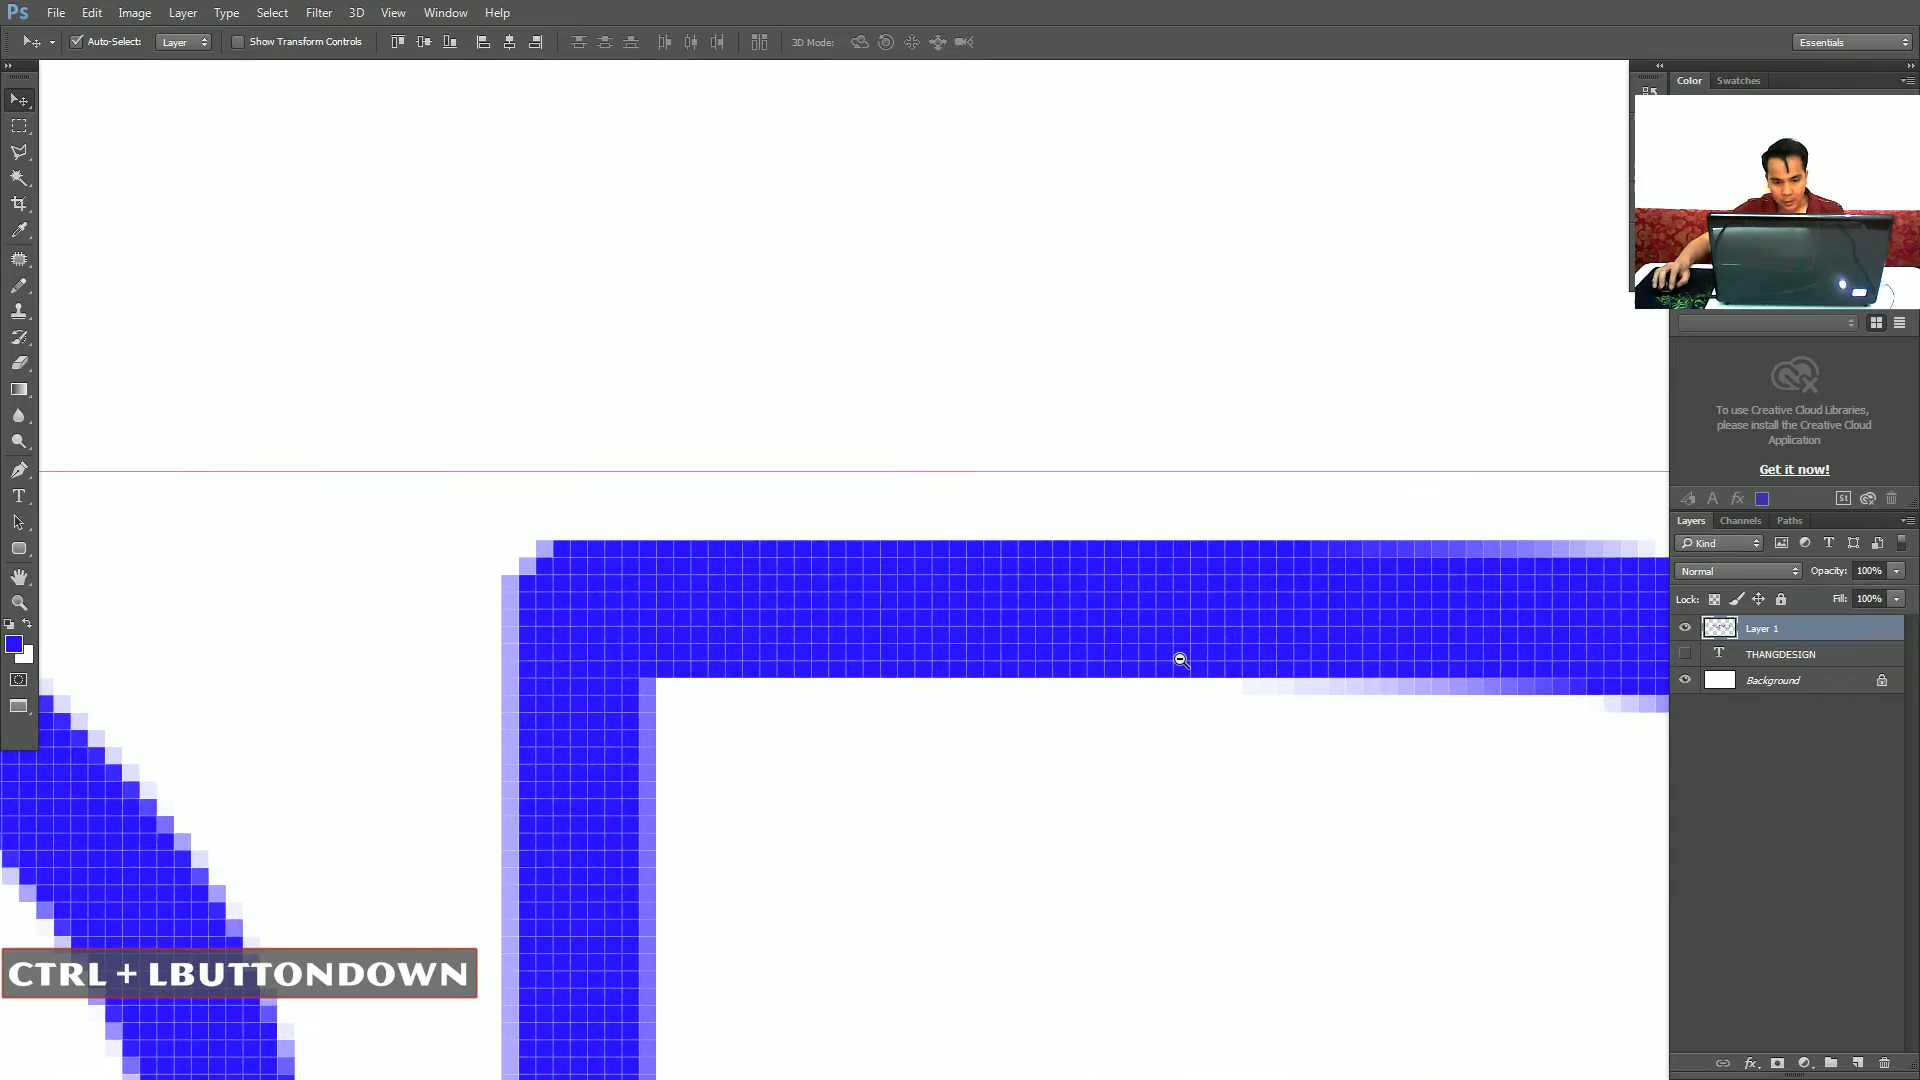 Ps File Edit Image Layer Type Select Filter 3D View Window Help
Auto-Select: Layer Show Transform Controls 3D Mode: Essentials
Color Swatches
To use Creative Cloud Libraries,
please install the Creative Cloud
Application
Get it now!
Layers Channels Paths
Kind
Normal Opacity: 100%
Lock: Fill: 100%
Layer 1
T THANGDESIGN
Background
CTRL + LBUTTONDOWN